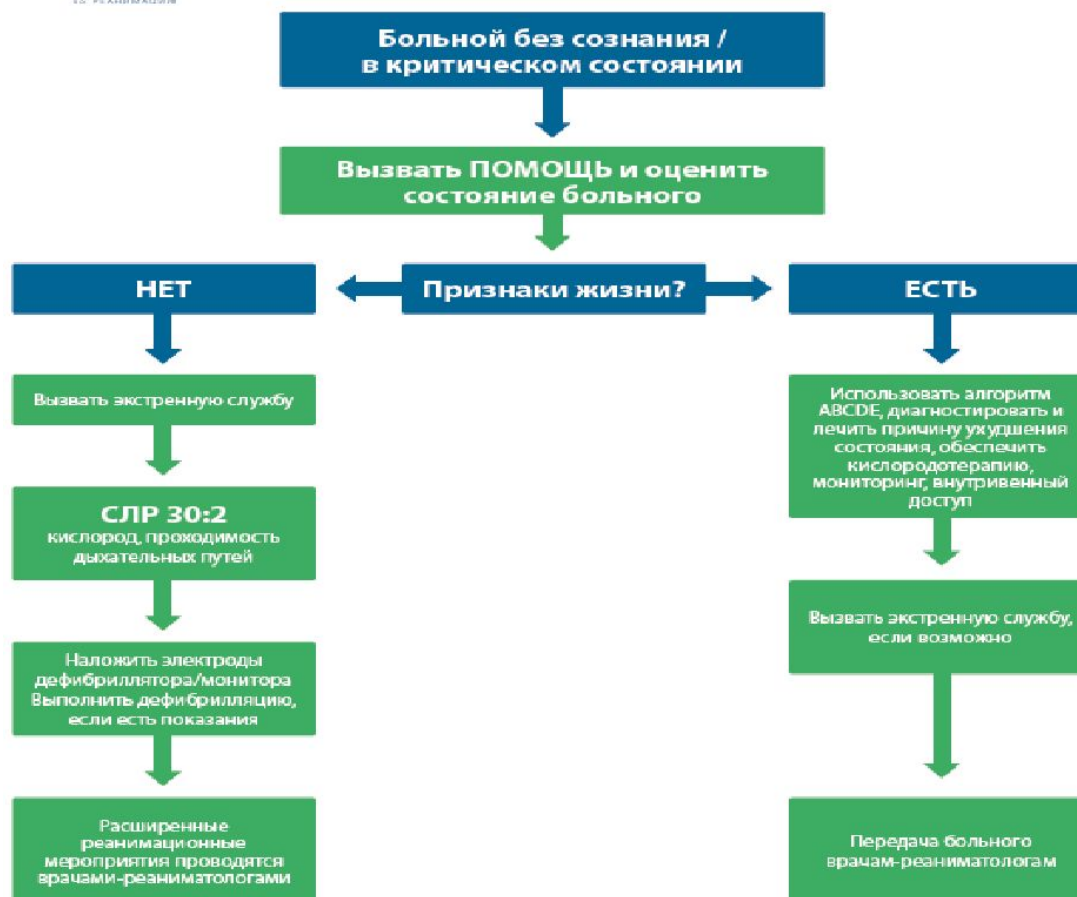 Больной без сознания /
в критическом состоянии
Вызвать ПОМОЩЬ и оценить
состояние больного
НЕТ
Признаки жизни?
ЕСТЬ
Вызвать экстренную службу
СЛР 30:2
кислород, проходимость
дыхательных путей
Наложить электроды
дефибриллятора/монитора
Выполнить дефибрилляцию,
если есть показания
Расширенные
реанимационные
мероприятия проводятся
врачами-реаниматологами
Использовать алгоритм
ABCDE, диагностировать и
лечить причину ухудшения
состояния, обеспечить
кислородотерапию,
мониторинг, внутривенный
доступ
Вызвать экстренную службу,
если возможно
Передача больного
врачам-реаниматологам